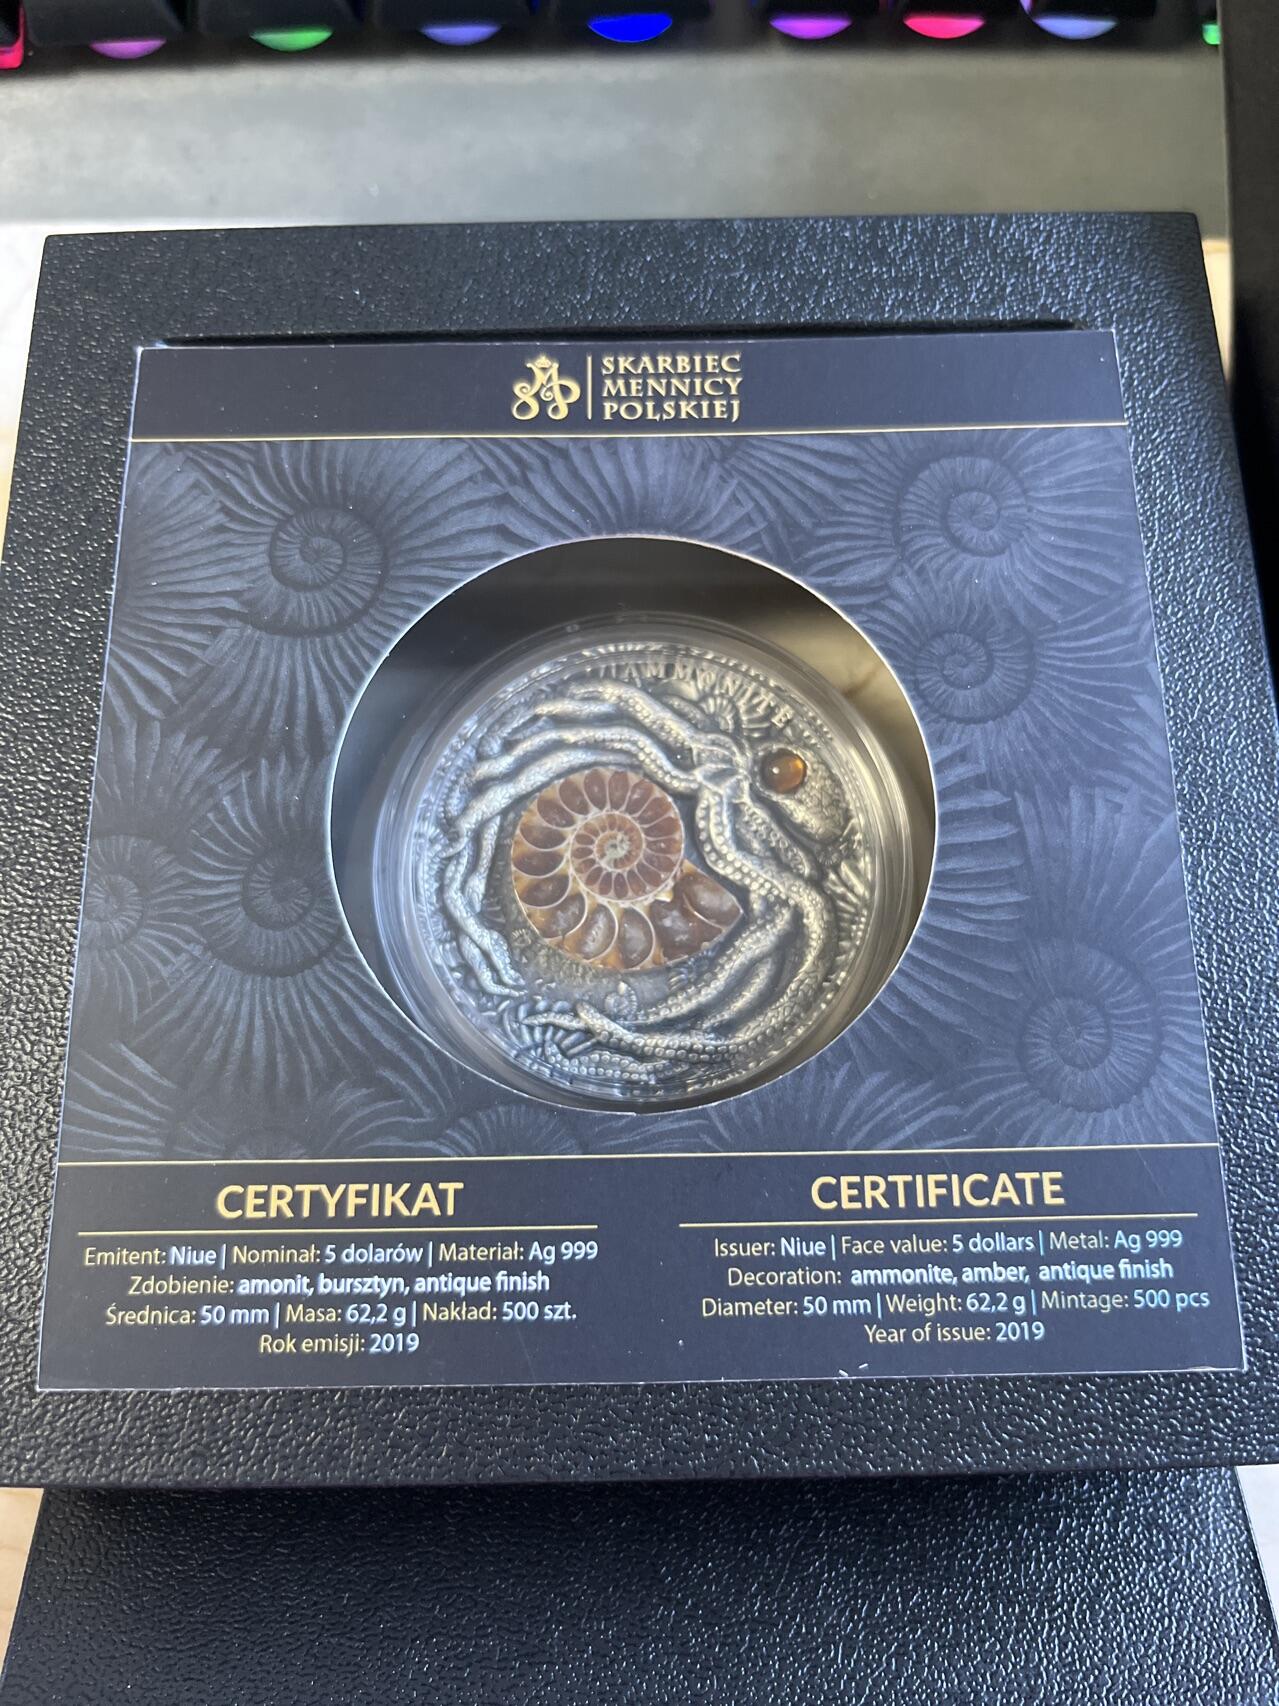 SKARBIEC
MENNICY
POLSKIEJ
AMMONITE
CERTYFIKAT
Emitent: Niue | Nominał: 5 dolarów | Materiał: Ag 999
Zdobienie: amonit, bursztyn, antique finish
Średnica: 50 mm | Masa: 62,2 g | Nakład: 500 szt.
Rok emisji: 2019
CERTIFICATE
Issuer: Niue | Face value: 5 dollars | Metal: Ag 999
Decoration: ammonite, amber, antique finish
Diameter: 50 mm | Weight: 62,2 g | Mintage: 500 pcs
Year of issue: 2019